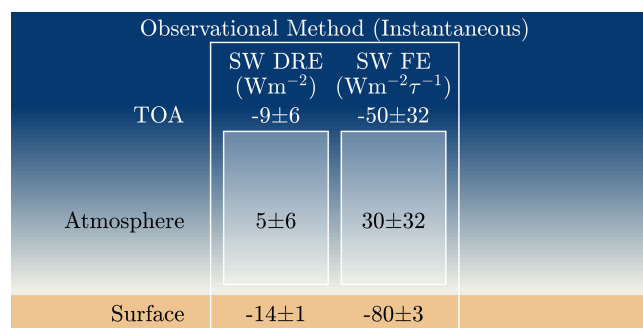 Observational Method (Instantaneous)
SW DRE SW FE
(Wm⁻²) (Wm⁻²τ⁻¹)
TOA -9±6 -50±32
Atmosphere 5±6 30±32
Surface -14±1 -80±3